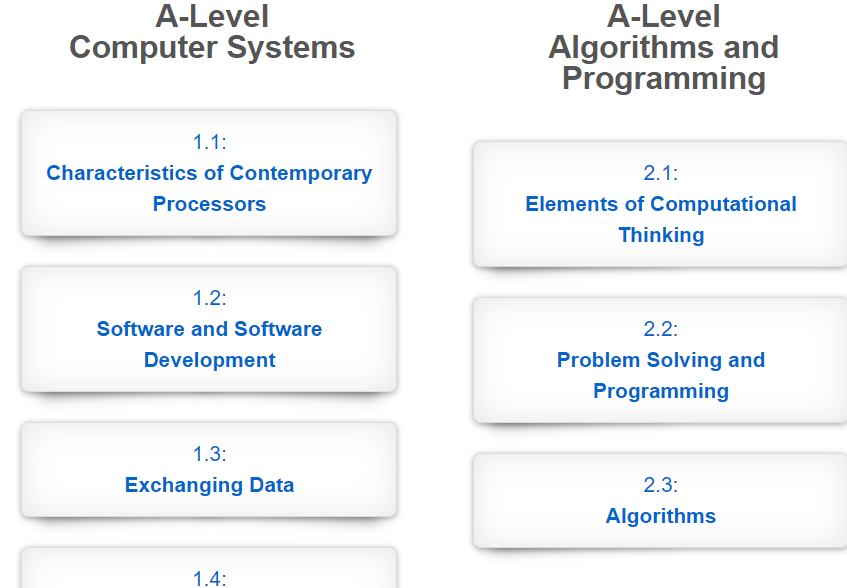 A-Level
Computer Systems
1.1:
Characteristics of Contemporary
Processors
1.2:
Software and Software
Development
1.3:
Exchanging Data
1.4:
A-Level
Algorithms and
Programming
2.1:
Elements of Computational
Thinking
2.2:
Problem Solving and
Programming
2.3:
Algorithms